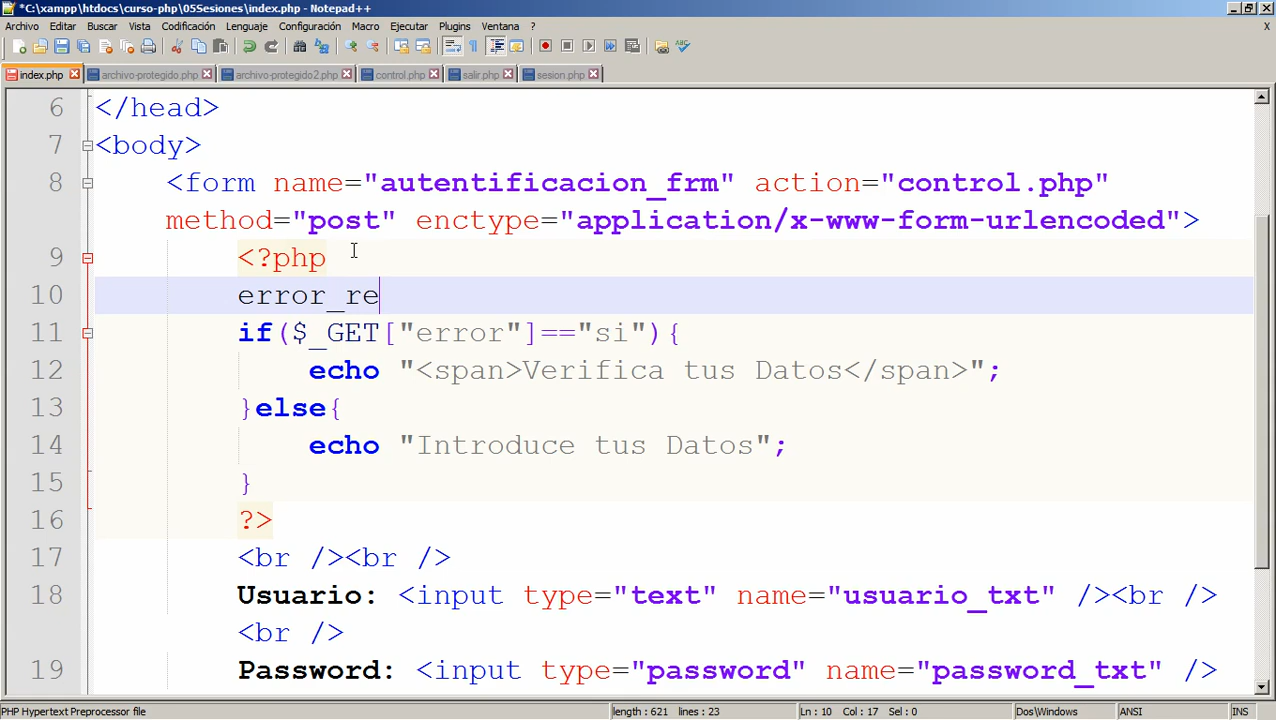 *C:\xampp\htdocs\curso-php\05Sesiones\index.php - Notepad++
Archivo Editar Buscar Vista Codificación Lenguaje Configuración Macro Ejecutar Plugins Ventana ? X
index.php archivo-protegido.php archivo-protegido2.php control.php salir.php sesion.php
6 </head>
7 <body>
8 <form name="autentificacion_frm" action="control.php"
method="post" enctype="application/x-www-form-urlencoded">
9 <?php
10 error_re
11 if($_GET["error"]=="si"){
12 echo "<span>Verifica tus Datos</span>";
13 }else{
14 echo "Introduce tus Datos";
15 }
16 ?>
17 <br /><br />
18 Usuario: <input type="text" name="usuario_txt" /><br />
<br />
19 Password: <input type="password" name="password_txt" />
PHP Hypertext Preprocessor file length : 621 lines : 23 Ln : 10 Col : 17 Sel : 0 Dos\Windows ANSI INS